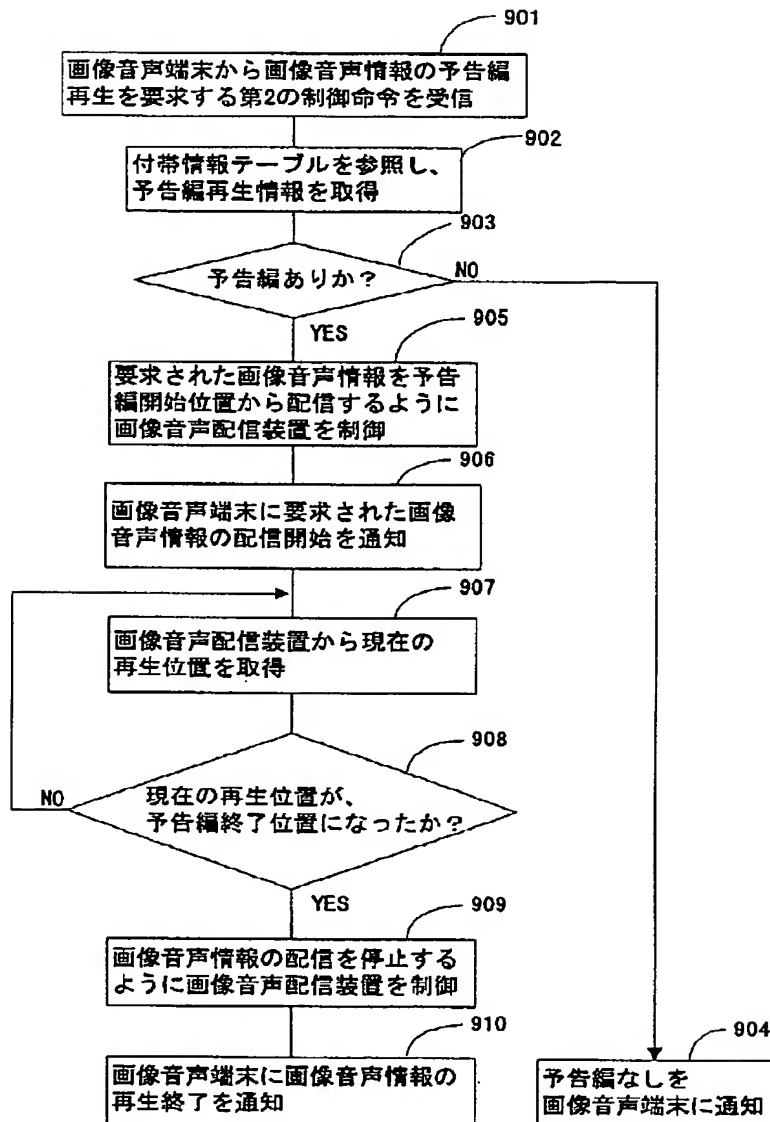 901
画像音声端末から画像音声情報の予告編
再生を要求する第2の制御命令を受信
902
付帯情報テーブルを参照し、
予告編再生情報を取得
903
予告編ありか?
NO
YES
905
要求された画像音声情報を予告
編開始位置から配信するように
画像音声配信装置を制御
906
画像音声端末に要求された画像
音声情報の配信開始を通知
907
画像音声配信装置から現在の
再生位置を取得
908
現在の再生位置が、
予告編終了位置になったか?
NO
YES
909
画像音声情報の配信を停止する
ように画像音声配信装置を制御
910
画像音声端末に画像音声情報の
再生終了を通知
904
予告編なしを
画像音声端末に通知